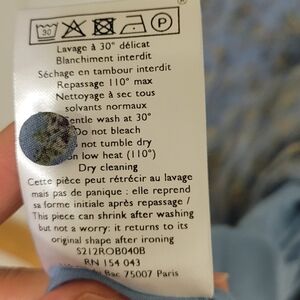 30
P
Lavage à 30° délicat
Blanchiment interdit
Séchage en tambour interdit
Repassage 110° max
Nettoyage à sec tous
solvants normaux
Gentle wash at 30°
Do not bleach
not tumble dry
on low heat (110°)
Dry cleaning
Cette pièce peut rétrécir au lavage
mais pas de panique : elle reprend
sa forme initiale après repassage /
This piece can shrink after washing
but not a worry: it returns to its
original shape after ironing
S212ROB040B
RN 154 043
Bac 75007 Paris